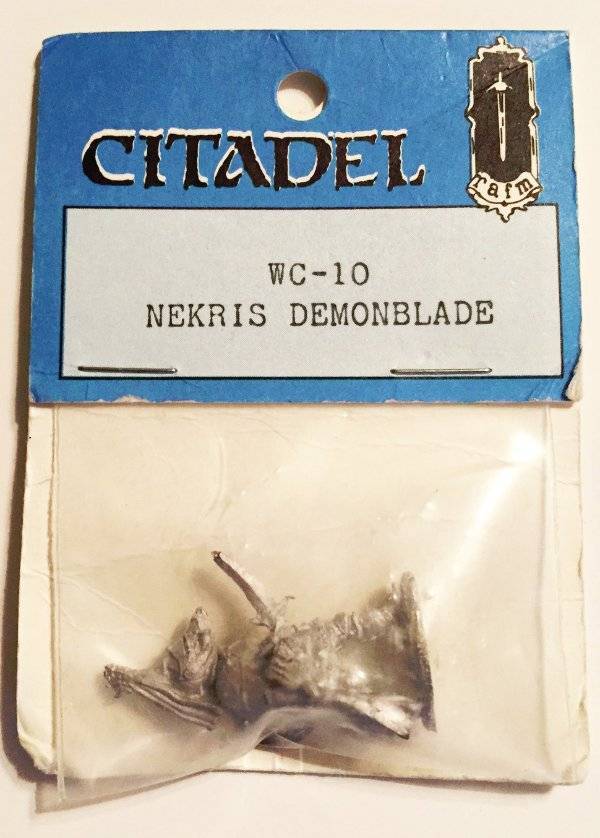 CITADEL
rafm
WC-10
NEKRIS DEMONBLADE